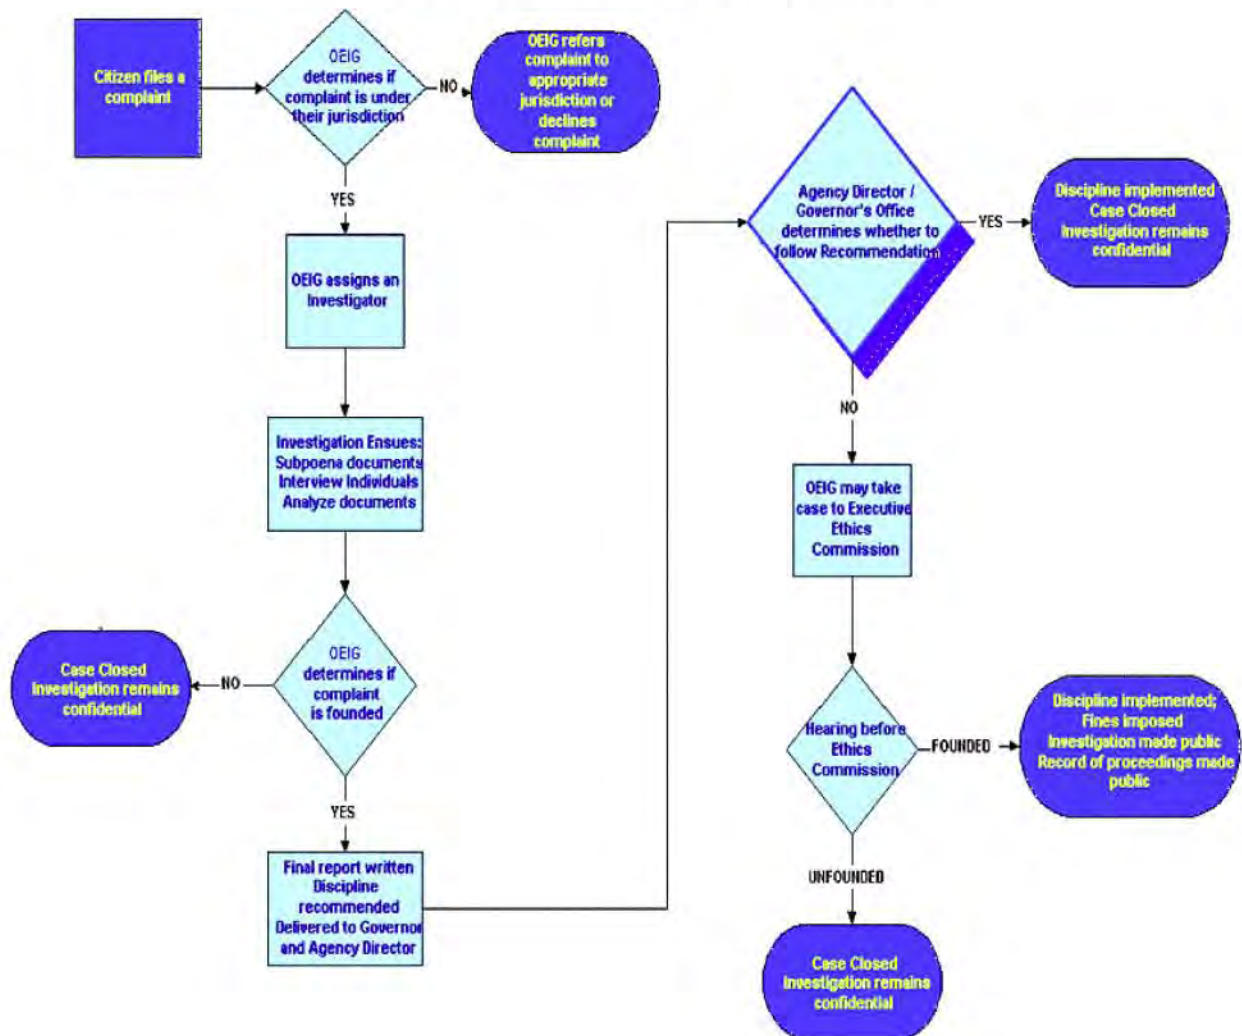 Citizen files a
complaint
OEIG
determines if
complaint is under
their jurisdiction
NO
OEIG refers
complaint to
appropriate
jurisdiction or
declines
complaint
YES
OEIG assigns an
Investigator
Investigation Ensues:
Subpoena documents
Interview Individuals
Analyze documents
OEIG
determines if
complaint
is founded
NO
Case Closed
Investigation remains
confidential
YES
Final report written
Discipline
recommended
Delivered to Governor
and Agency Director
Agency Director /
Governor's Office
determines whether to
follow Recommendation
YES
Discipline implemented
Case Closed
Investigation remains
confidential
NO
OEIG may take
case to Executive
Ethics
Commission
Hearing before
Ethics
Commission
FOUNDED
Discipline implemented;
Fines imposed
Investigation made public
Record of proceedings made
public
UNFOUNDED
Case Closed
Investigation remains
confidential